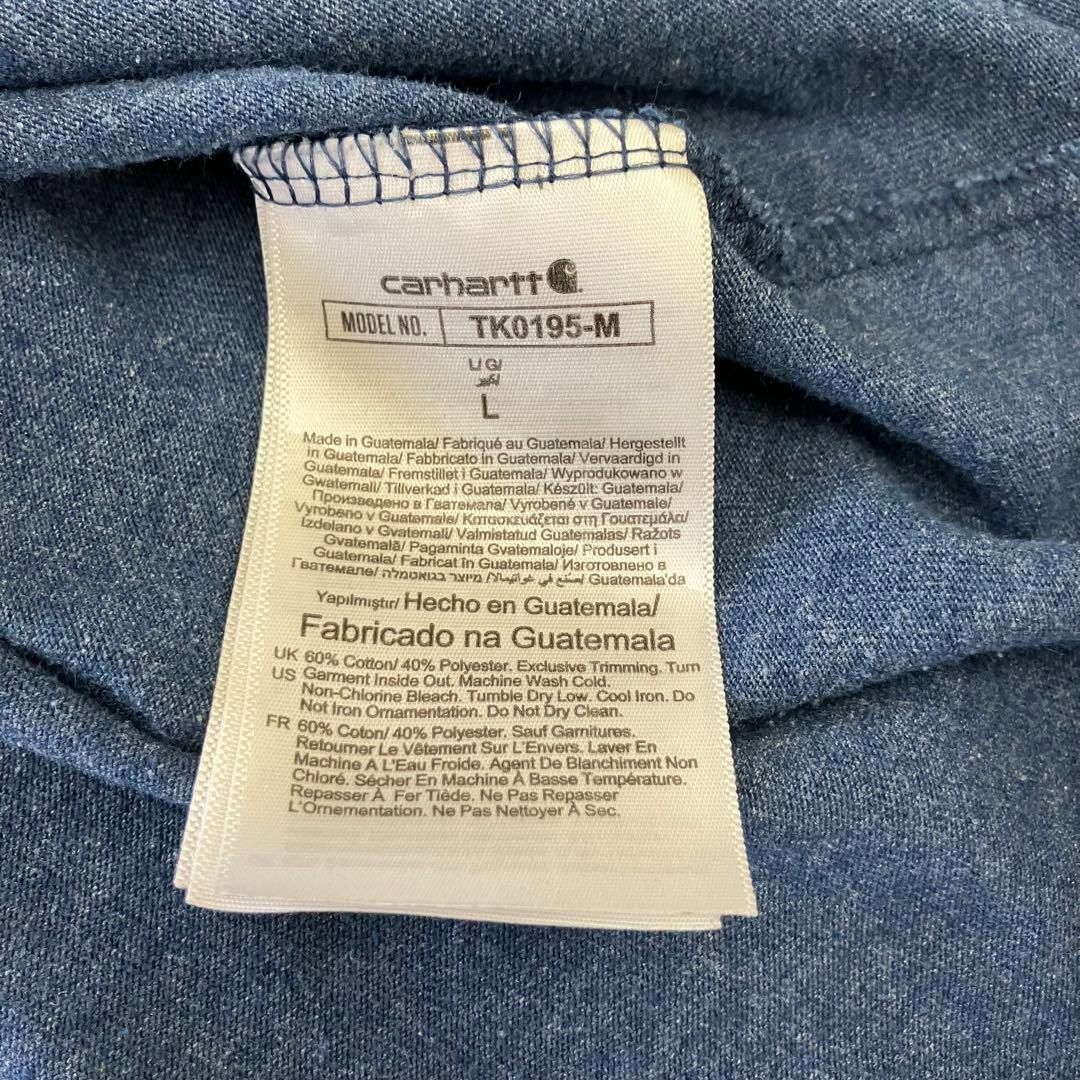 carhartt
MODEL NO. TK0195-M
L
Made in Guatemala/ Fabriqué au Guatemala/ Hergestellt
in Guatemala/ Fabbricato in Guatemala/ Vervaardigd in
Guatemala/ Fremstillet i Guatemala/ Wyprodukowano w
Gwatemali/ Tillverkad i Guatemala/ Készült: Guatemala/
Произведено в Гватемала/ Vyrobené v Guatemale/
Vyrobeno v Guatemale/ Κατασκευάζεται στη Γουατεμάλα/
Izdelano v Gvatemali/ Valmistatud Guatemalas/ Ražots
Gvatemalā/ Pagaminta Gvatemaloje/ Produsert i
Guatemala/ Fabricat în Guatemala/ Изготовлено в
Гватемале/ מיוצר בגואטמלה/ صنع في غواتيمالا/ Guatemala'da
Yapılmıştır/ Hecho en Guatemala/
Fabricado na Guatemala
UK 60% Cotton/ 40% Polyester. Exclusive Trimming. Turn
US Garment Inside Out. Machine Wash Cold.
Non-Chlorine Bleach. Tumble Dry Low. Cool Iron. Do
Not Iron Ornamentation. Do Not Dry Clean.
FR 60% Coton/ 40% Polyester. Sauf Garnitures.
Retourner Le Vêtement Sur L'Envers. Laver En
Machine À L'Eau Froide. Agent De Blanchiment Non
Chloré. Sécher En Machine À Basse Température.
Repasser À Fer Tiède. Ne Pas Repasser
L'Ornementation. Ne Pas Nettoyer À Sec.